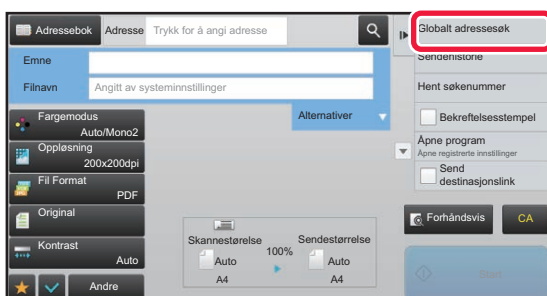 Adressebok
Adresse
Trykk for å angi adresse
Globalt adressesøk
Sendehistorie
Emne
Filnavn
Angitt av systeminnstillinger
Hent søkenummer
Fargemodus
Auto/Mono2
Alternativer
Bekreftelsesstempel
Oppløsning
200x200dpi
Åpne program
Åpne registrerte innstillinger
Send
destinasjonslink
Fil Format
PDF
Original
Skannestørelse
100%
Sendestørrelse
Auto
Auto
A4
A4
Forhåndsvis
CA
Kontrast
Auto
Andre
Start